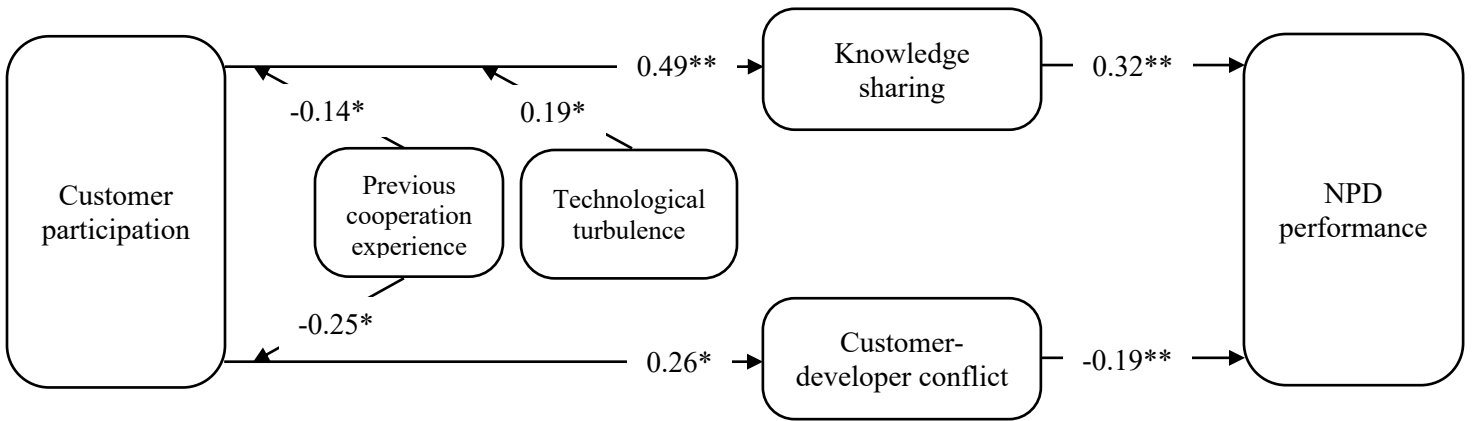 Customer
participation
0.49**
-0.14*
0.19*
Previous
cooperation
experience
Technological
turbulence
-0.25*
0.26*
Knowledge
sharing
Customer-
developer conflict
0.32**
-0.19**
NPD
performance